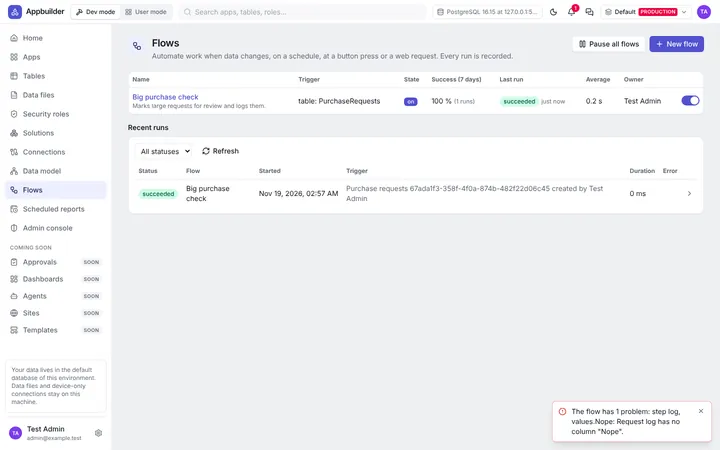 Appbuilder
Dev mode
User mode
Search apps, tables, roles...
PostgreSQL 16.15 at 127.0.0.1:5...
1
Default PRODUCTION
TA
Home
Apps
Tables
Data files
Security roles
Solutions
Connections
Data model
Flows
Scheduled reports
Admin console
COMING SOON
Approvals SOON
Dashboards SOON
Agents SOON
Sites SOON
Templates SOON
Your data lives in the default
database of this environment.
Data files and device-only
connections stay on this
machine.
TA
Test Admin
admin@example.test
Flows
Automate work when data changes, on a schedule, at a button press or a web request. Every run is recorded.
Pause all flows
+ New flow
Name Trigger State Success (7 days) Last run Average Owner
Big purchase check
Marks large requests for review and logs them.
table: PurchaseRequests on 100 % (1 runs) succeeded just now 0.2 s Test Admin
Recent runs
All statuses
Refresh
Status Flow Started Trigger Duration Error
succeeded
Big purchase
check
Nov 19, 2026, 02:57 AM
Purchase requests 67ada1f3-358f-4f0a-874b-482f22d06c45 created by Test
Admin
0 ms
The flow has 1 problem: step log,
values.Nope: Request log has no
column "Nope".